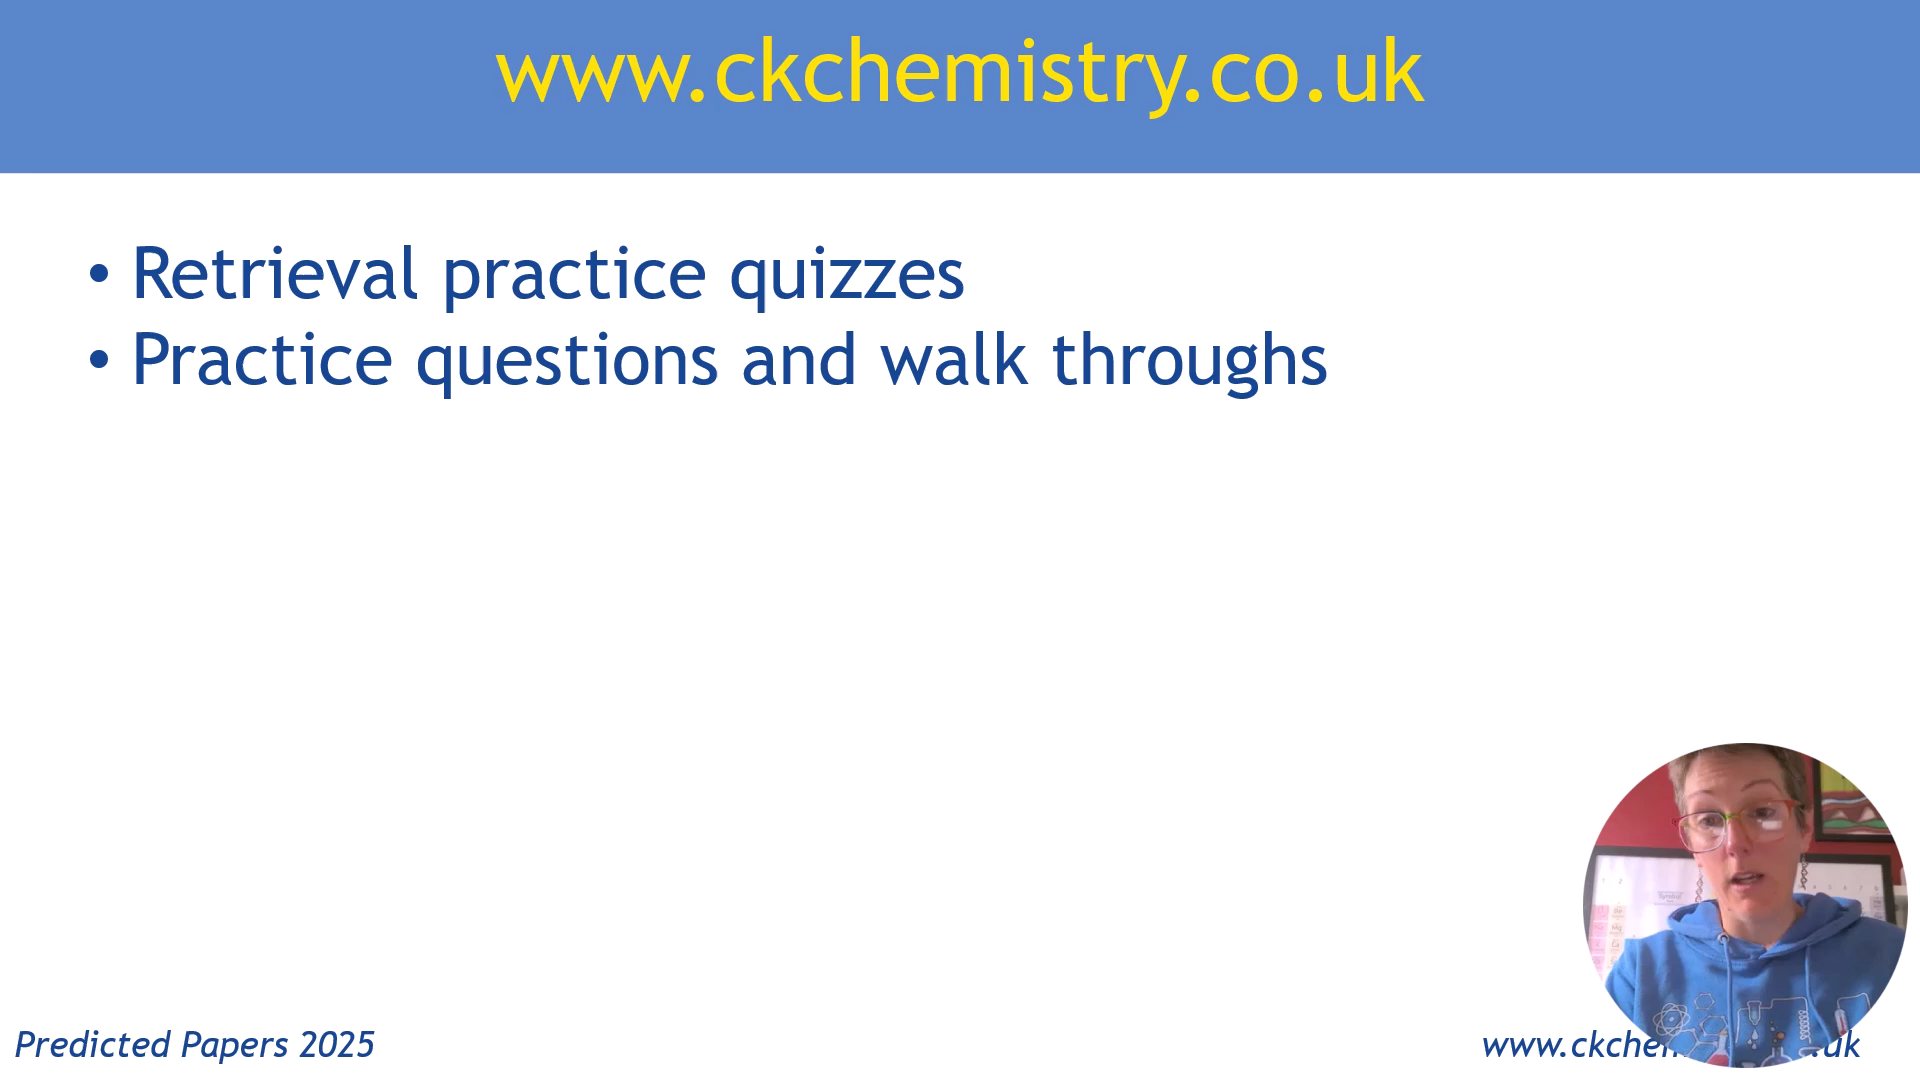 www.ckchemistry.co.uk
• Retrieval practice quizzes
• Practice questions and walk throughs
Predicted Papers 2025